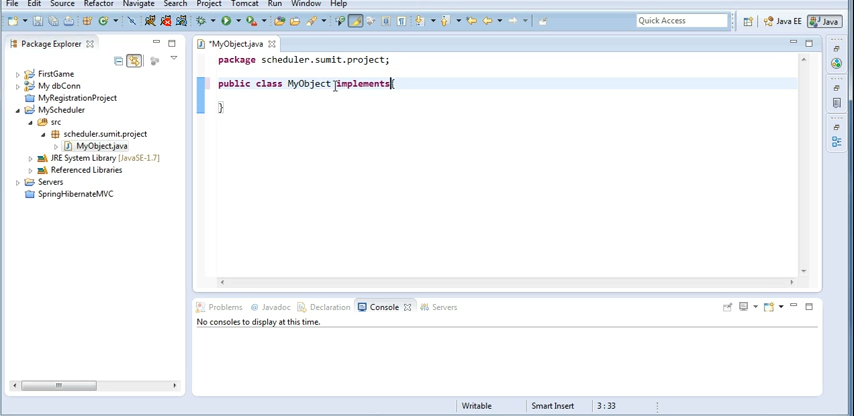 File Edit Source Refactor Navigate Search Project Tomcat Run Window Help
Quick Access
Java EE
Java
Package Explorer
*MyObject.java
FirstGame
My dbConn
MyRegistrationProject
MyScheduler
src
scheduler.sumit.project
MyObject.java
JRE System Library [JavaSE-1.7]
Referenced Libraries
Servers
SpringHibernateMVC
package scheduler.sumit.project;
public class MyObject implements{
}
Problems @ Javadoc Declaration Console Servers
No consoles to display at this time.
Writable Smart Insert 3 : 33